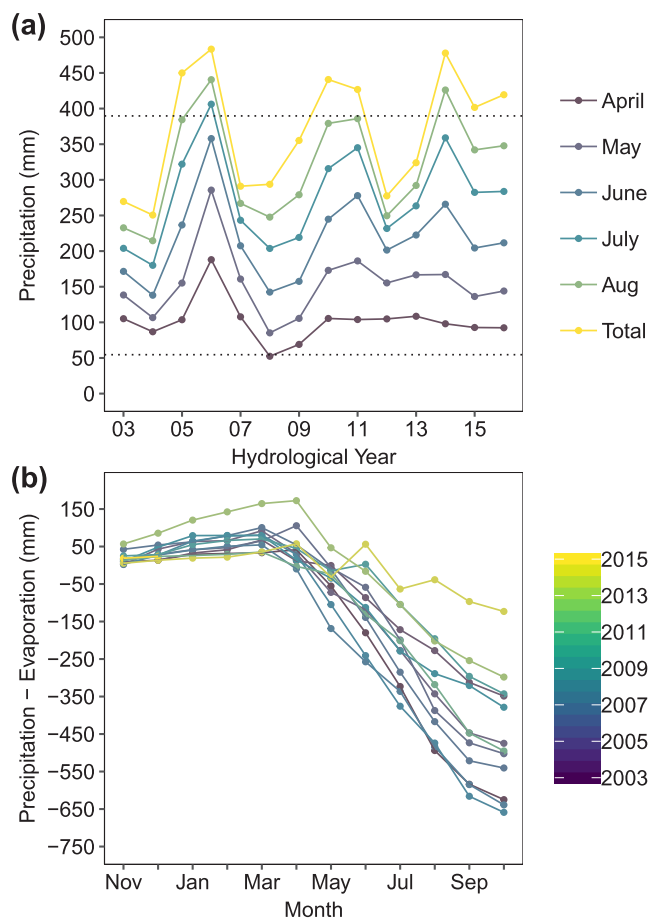 (a)
Precipitation (mm)
500
450
400
350
300
250
200
150
100
50
0
03 05 07 09 11 13 15
Hydrological Year
April
May
June
July
Aug
Total
(b)
Precipitation − Evaporation (mm)
150
50
−50
−150
−250
−350
−450
−550
−650
−750
Nov Jan Mar May Jul Sep
Month
2015
2013
2011
2009
2007
2005
2003